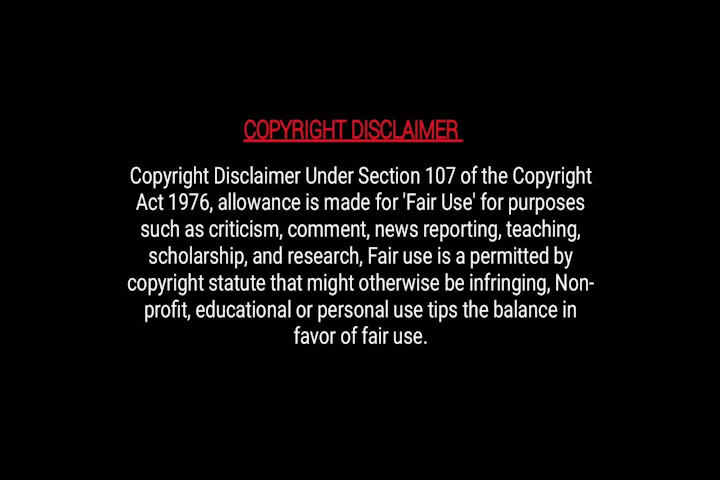 COPYRIGHT DISCLAIMER
Copyright Disclaimer Under Section 107 of the Copyright
Act 1976, allowance is made for 'Fair Use' for purposes
such as criticism, comment, news reporting, teaching,
scholarship, and research, Fair use is a permitted by
copyright statute that might otherwise be infringing, Non-
profit, educational or personal use tips the balance in
favor of fair use.